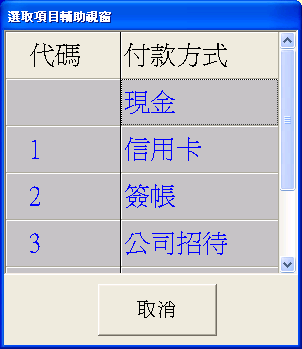 選取項目輔助視窗
代碼 付款方式
現金
1 信用卡
2 簽帳
3 公司招待
取消